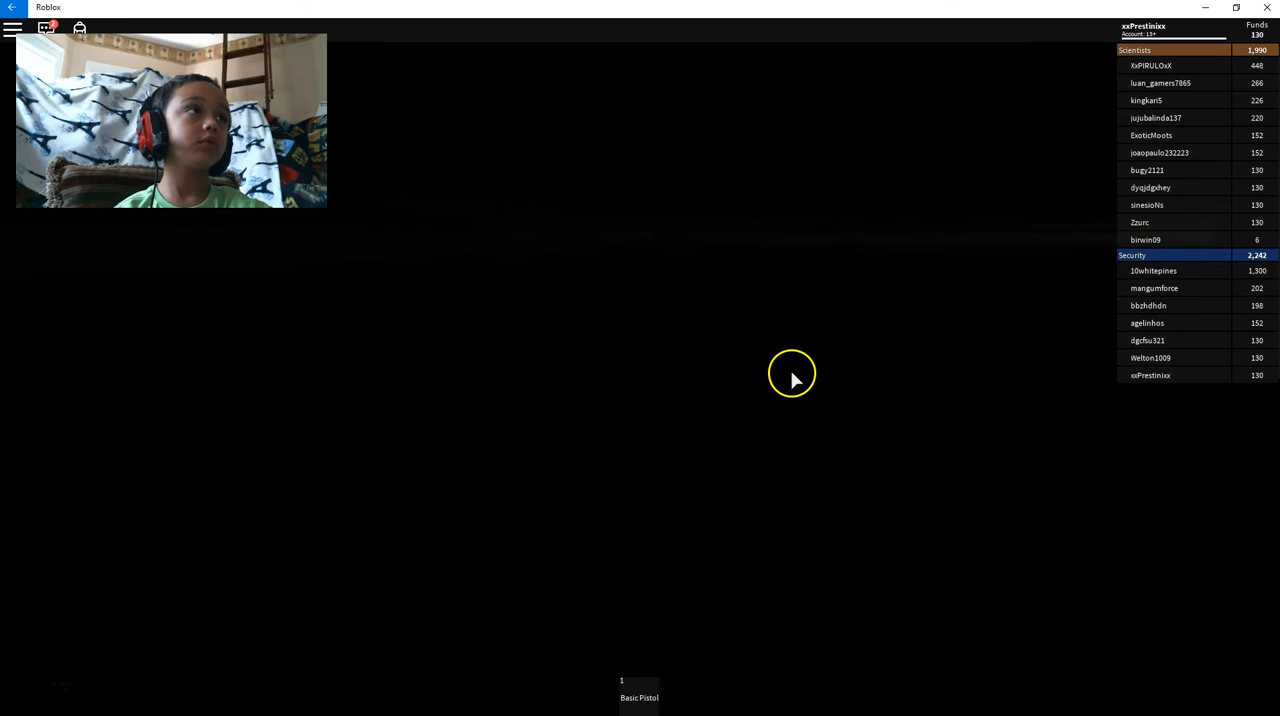 Roblox
2
xxPrestinixx Funds
Account: 13+ 130
Scientists 1,990
XxPIRULOxX 448
luan_gamers7865 266
kingkari5 226
jujubalinda137 220
ExoticMoots 152
joaopaulo232223 152
bugy2121 130
dyqjdgxhey 130
sinesioNs 130
Zzurc 130
birwin09 6
Security 2,242
10whitepines 1,300
mangumforce 202
bbzhdhdn 198
agelinhos 152
dgcfsu321 130
Welton1009 130
xxPrestinixx 130
1
Basic Pistol